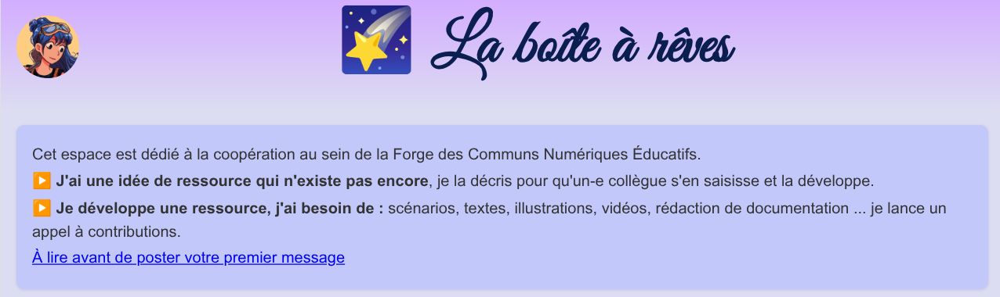 La boîte à rêves
Cet espace est dédié à la coopération au sein de la Forge des Communs Numériques Éducatifs.
▶️ J'ai une idée de ressource qui n'existe pas encore, je la décris pour qu'un-e collègue s'en saisisse et la développe.
▶️ Je développe une ressource, j'ai besoin de : scénarios, textes, illustrations, vidéos, rédaction de documentation ... je lance un
appel à contributions.
À lire avant de poster votre premier message